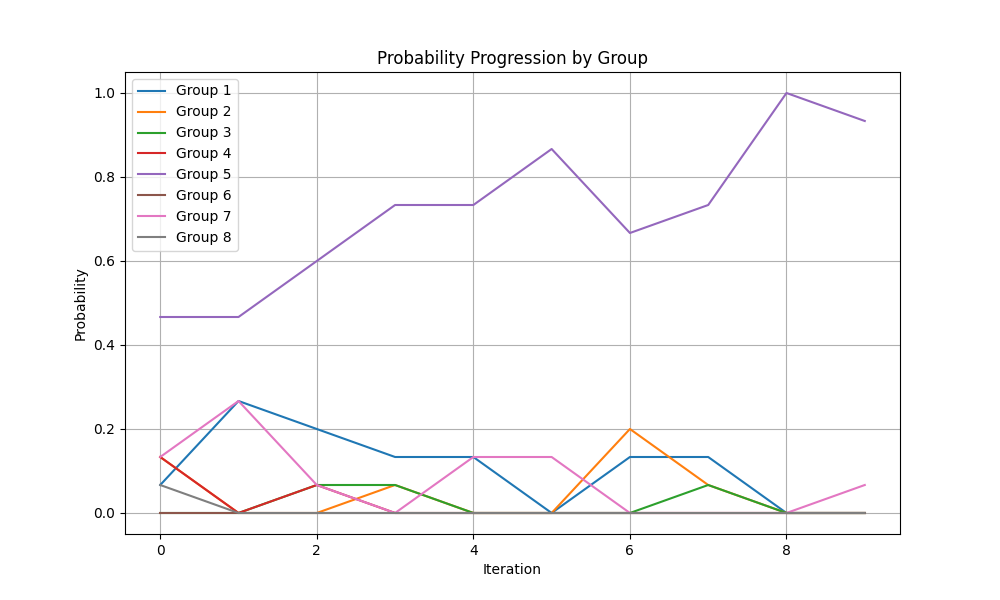 Probability Progression by Group
Probability
1.0
0.8
0.6
0.4
0.2
0.0
Group 1
Group 2
Group 3
Group 4
Group 5
Group 6
Group 7
Group 8
0 2 4 6 8
Iteration